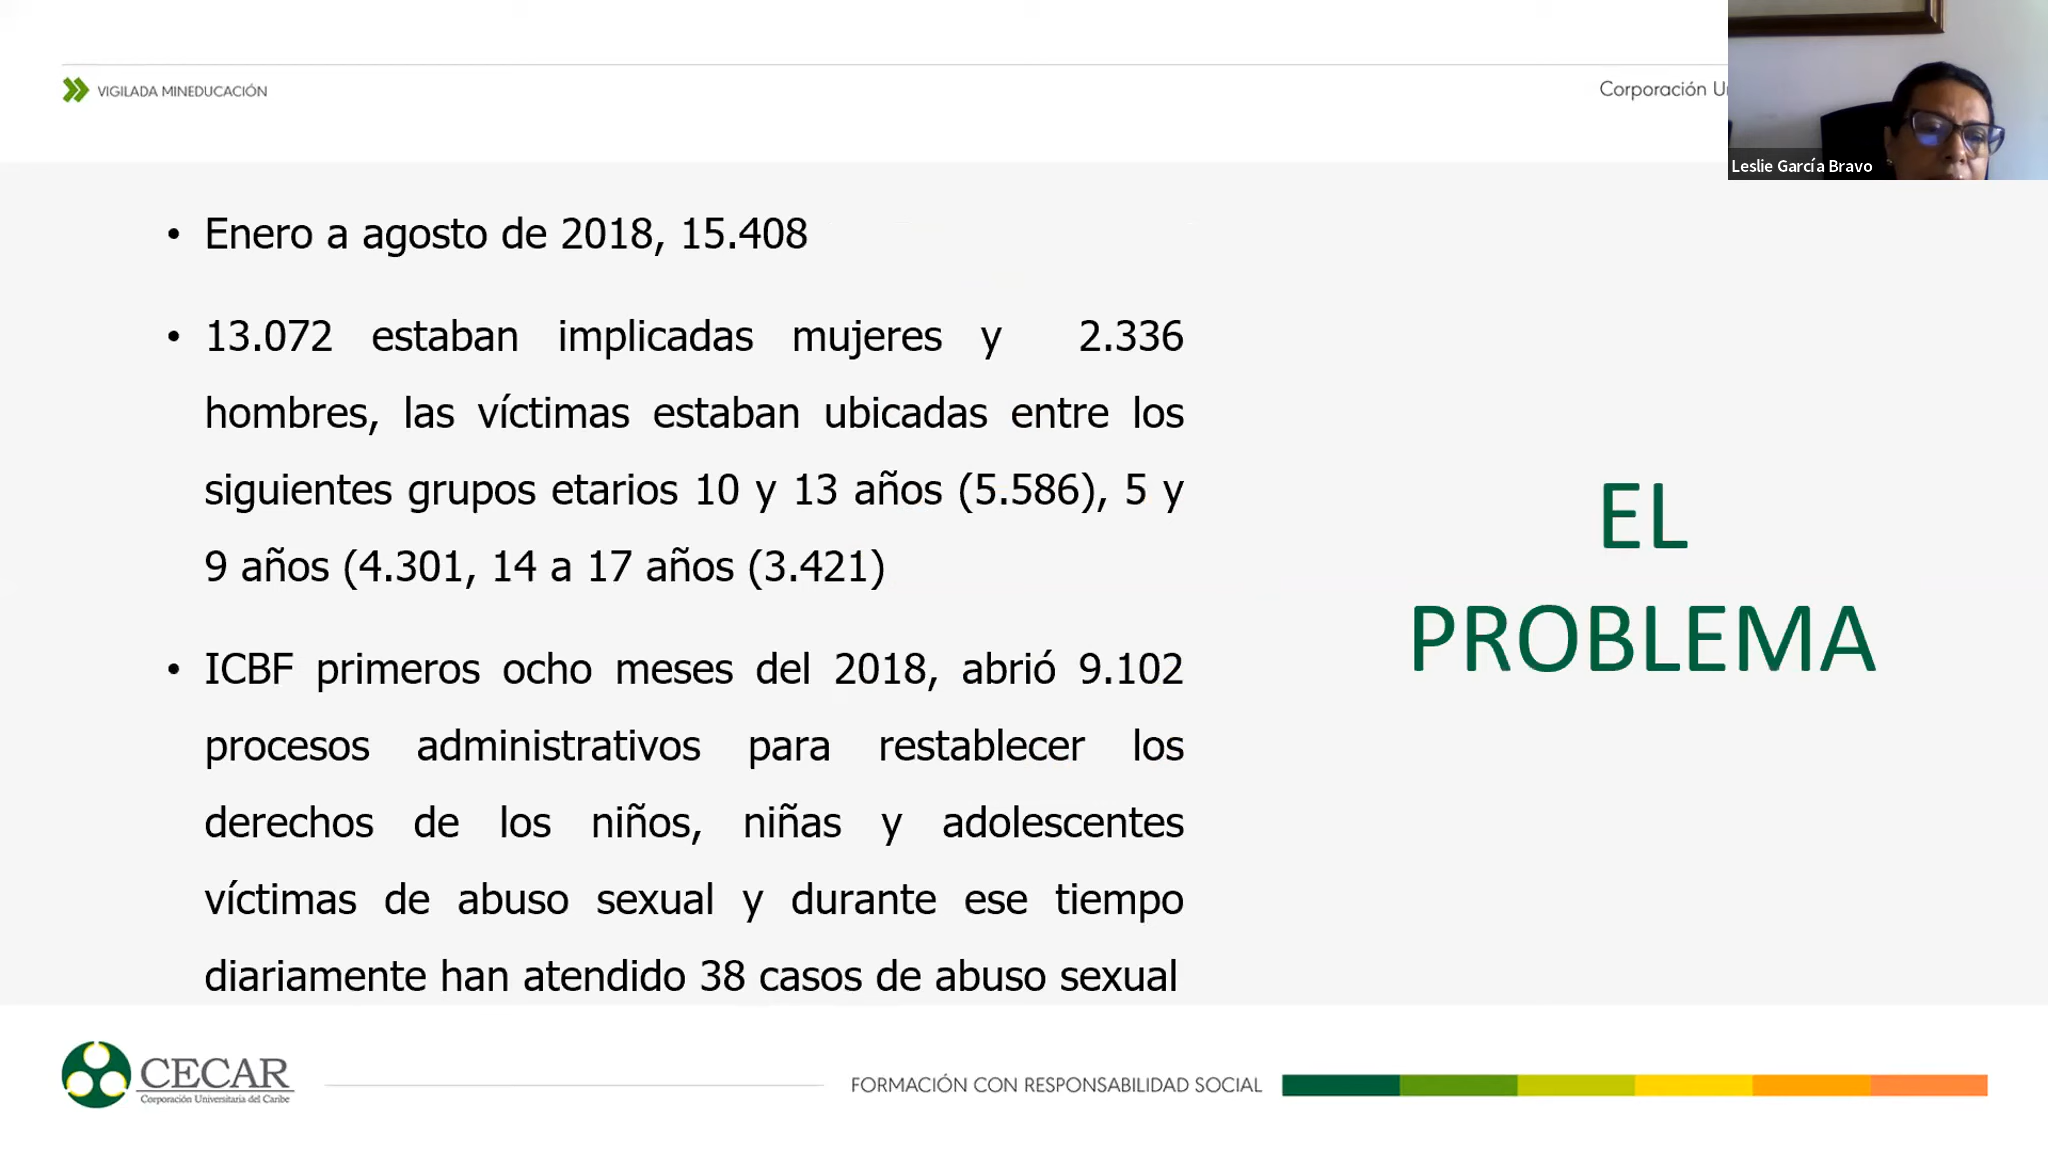 VIGILADA MINEDUCACIÓN
Corporación
Leslie García Bravo
• Enero a agosto de 2018, 15.408
• 13.072 estaban implicadas mujeres y 2.336
hombres, las víctimas estaban ubicadas entre los
siguientes grupos etarios 10 y 13 años (5.586), 5 y
9 años (4.301, 14 a 17 años (3.421)
• ICBF primeros ocho meses del 2018, abrió 9.102
procesos administrativos para restablecer los
derechos de los niños, niñas y adolescentes
víctimas de abuso sexual y durante ese tiempo
diariamente han atendido 38 casos de abuso sexual
EL
PROBLEMA
CECAR
Corporación Universitaria del Caribe
FORMACIÓN CON RESPONSABILIDAD SOCIAL